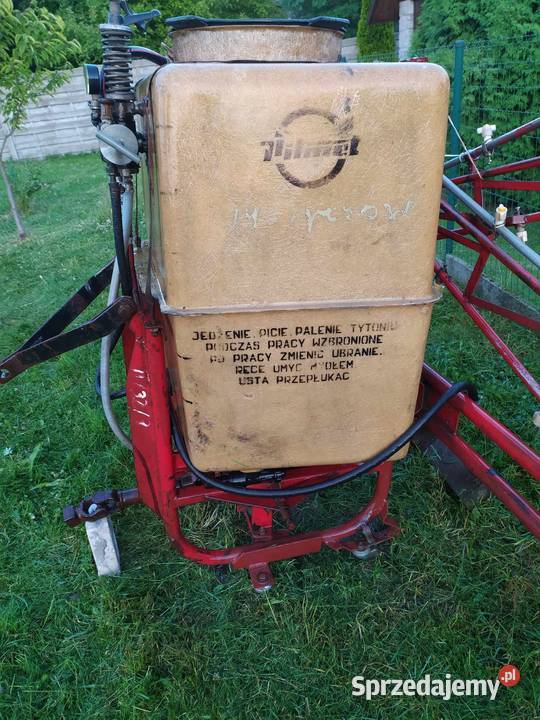 Pilmet
JEDZENIE, PICIE, PALENIE TYTONIU
PODCZAS PRACY WZBRONIONE
PO PRACY ZMIENIĆ UBRANIE.
RĘCE UMYĆ MYDŁEM
USTA PRZEPŁUKAĆ
Sprzedajemy.pl